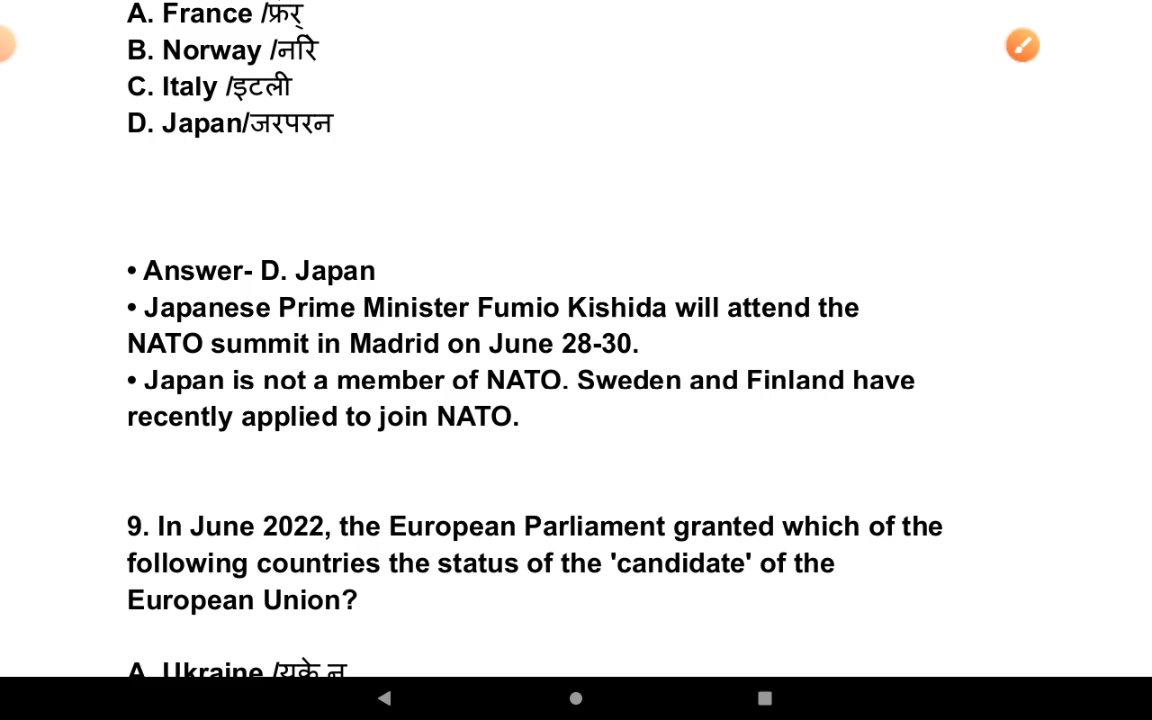 A. France /फ्रंर्
B. Norway /नरिे
C. Italy /इटली
D. Japan/जरपरन
• Answer- D. Japan
• Japanese Prime Minister Fumio Kishida will attend the
NATO summit in Madrid on June 28-30.
• Japan is not a member of NATO. Sweden and Finland have
recently applied to join NATO.
9. In June 2022, the European Parliament granted which of the
following countries the status of the 'candidate' of the
European Union?
A. Ukraine /यूके न